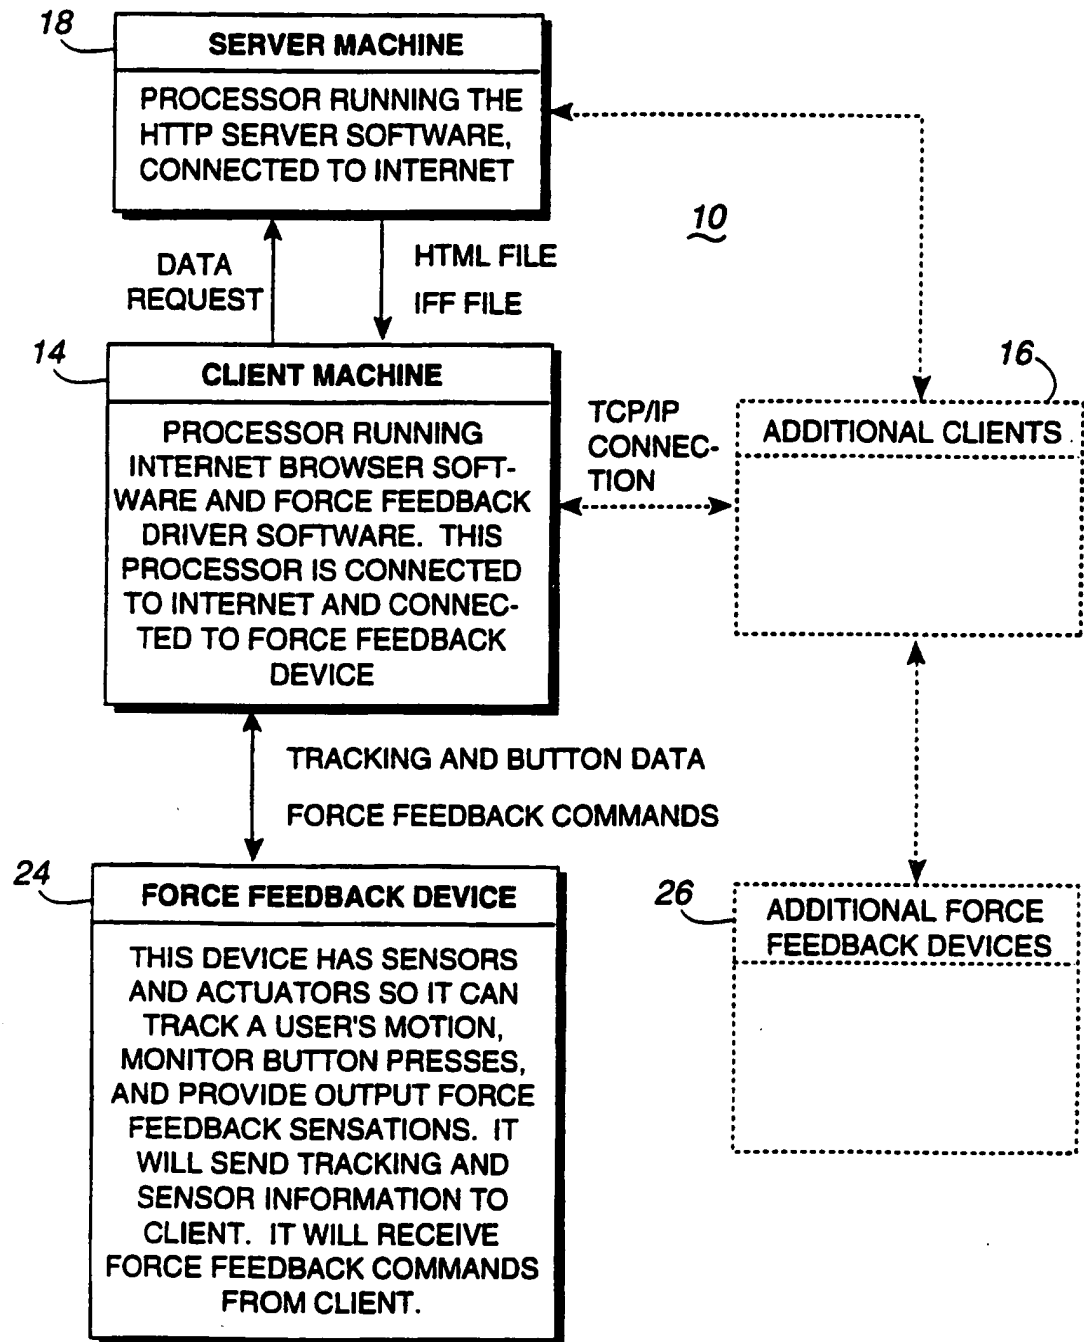 18
SERVER MACHINE
PROCESSOR RUNNING THE
HTTP SERVER SOFTWARE,
CONNECTED TO INTERNET
10
DATA
REQUEST
HTML FILE
IFF FILE
14
CLIENT MACHINE
PROCESSOR RUNNING
INTERNET BROWSER SOFT-
WARE AND FORCE FEEDBACK
DRIVER SOFTWARE. THIS
PROCESSOR IS CONNECTED
TO INTERNET AND CONNEC-
TED TO FORCE FEEDBACK
DEVICE
TCP/IP
CONNEC-
TION
16
ADDITIONAL CLIENTS
TRACKING AND BUTTON DATA
FORCE FEEDBACK COMMANDS
24
FORCE FEEDBACK DEVICE
THIS DEVICE HAS SENSORS
AND ACTUATORS SO IT CAN
TRACK A USER'S MOTION,
MONITOR BUTTON PRESSES,
AND PROVIDE OUTPUT FORCE
FEEDBACK SENSATIONS. IT
WILL SEND TRACKING AND
SENSOR INFORMATION TO
CLIENT. IT WILL RECEIVE
FORCE FEEDBACK COMMANDS
FROM CLIENT.
26
ADDITIONAL FORCE
FEEDBACK DEVICES